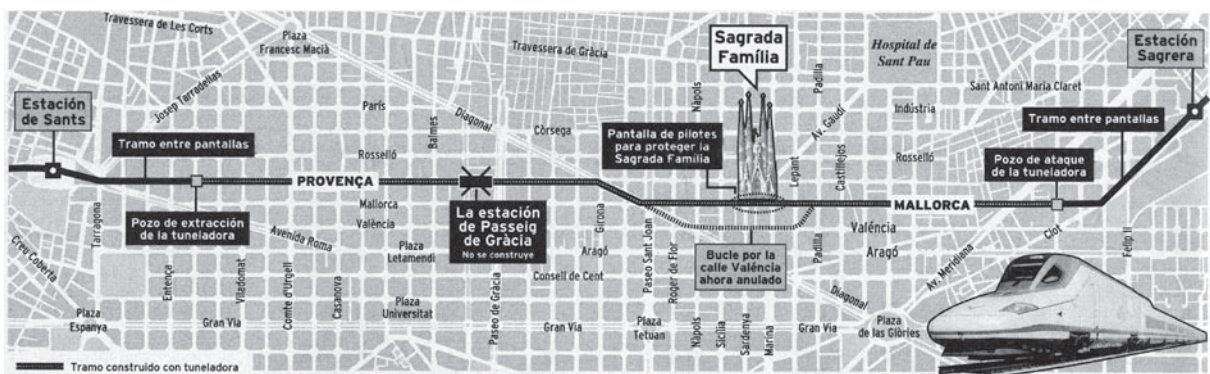 Travessera de Les Corts
Plaza
Francesc Macià
Josep Tarradellas
Travessera de Gràcia
Sagrada
Família
Hospital de
Sant Pau
Estación
Sagrera
Estación
de Sants
Tramo entre pantallas
París
Balmes
Diagonal
Còrsega
Nàpols
Padilla
Av. Gaudí
Indústria
Sant Antoni Maria Claret
Tramo entre pantallas
Pantalla de pilotes
para proteger la
Sagrada Familia
Rosselló
Lepant
Castillejos
Rosselló
Pozo de ataque
de la tuneladora
PROVENÇA
Mallorca
MALLORCA
Pozo de extracción
de la tuneladora
Tarragona
València
La estación
de Passeig
de Gràcia
No se construye
Girona
Valéncia
Clot
Felip II
Avenida Roma
Plaza
Letamendi
Aragó
Paseo Sant Joan
Roger de Flor
Bucle por la
calle Valéncia
ahora anulado
Padilla
Aragó
Av. Meridiana
Creu Coberta
Consell de Cent
Entença
Viladomat
Comte d'Urgell
Casanova
Plaza
Universitat
Paseo de Gràcia
Diagonal
Plaza
Espanya
Gran Via
Gran Via
Plaza
Tetuan
Nàpols
Sicília
Sardenya
Marina
Gran Via
Plaza
de las Glòries
Tramo construido con tuneladora